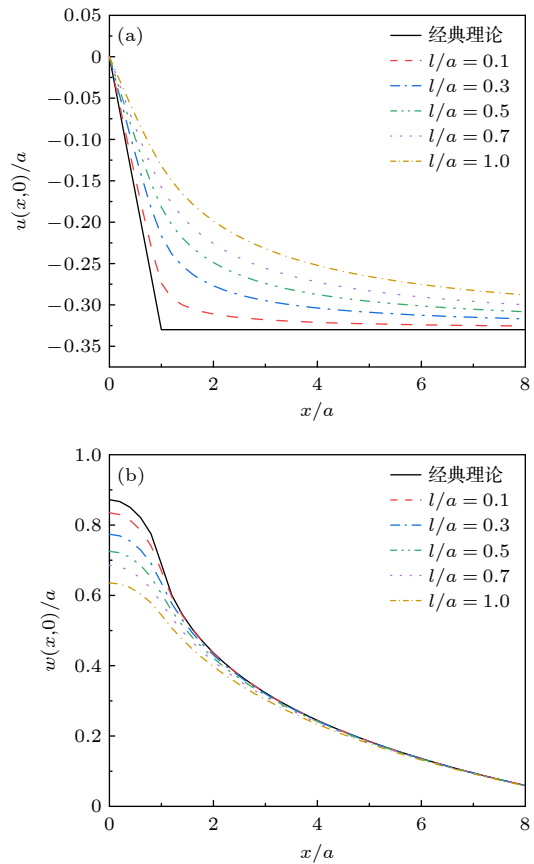 (a)
经典理论
l/a = 0.1
l/a = 0.3
l/a = 0.5
l/a = 0.7
l/a = 1.0
0
−0.05
−0.10
−0.15
−0.20
−0.25
−0.30
−0.35
u(x,0)/a
0 2 4 6 8
x/a
(b)
经典理论
l/a = 0.1
l/a = 0.3
l/a = 0.5
l/a = 0.7
l/a = 1.0
1.0
0.8
0.6
0.4
0.2
0
w(x,0)/a
0 2 4 6 8
x/a